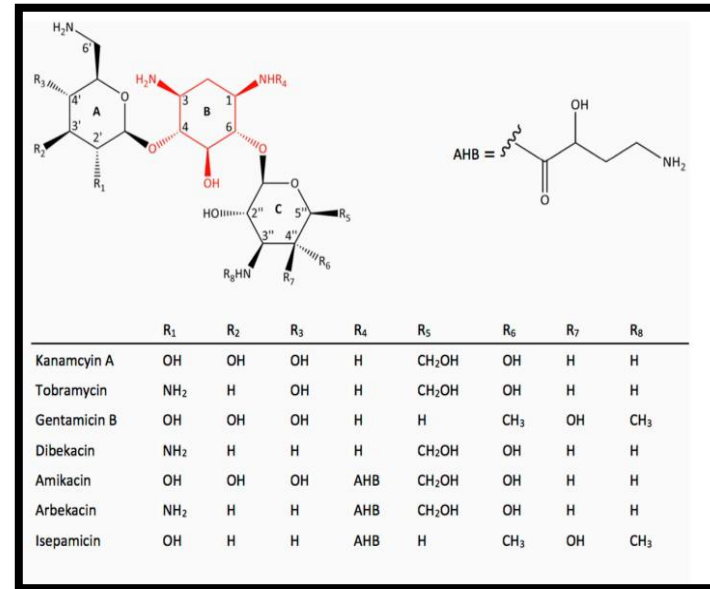 H₂N
6'
R₃
4'
A
O
H₂N
3
1
NHR₄
B
3'
2'
4
6
R₂
R₁
O
OH
O
AHB =
OH
O
NH₂
O
HO
2"
C
5"
R₅
3"
4"
R₆
R₈HN
R₇
R₁ R₂ R₃ R₄ R₅ R₆ R₇ R₈
Kanamcyin A OH OH OH H CH₂OH OH H H
Tobramycin NH₂ H OH H CH₂OH OH H H
Gentamicin B OH OH OH H H CH₃ OH CH₃
Dibekacin NH₂ H H H CH₂OH OH H H
Amikacin OH OH OH AHB CH₂OH OH H H
Arbekacin NH₂ H H AHB CH₂OH OH H H
Isepamicin OH H H AHB H CH₃ OH CH₃